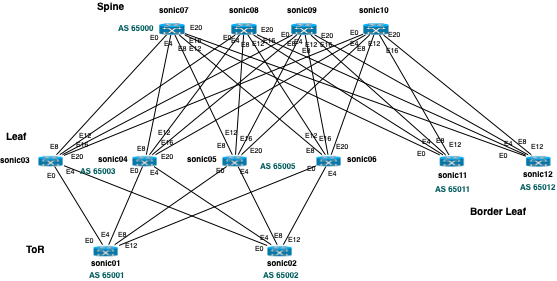 Spine
sonic07
sonic08
sonic09
sonic10
AS 65000
E0
E4
E8
E12
E16
E20
E0
E4
E8
E12
E16
E20
E0
E4
E8
E12
E16
E20
E0
E4
E8
E12
E16
E20
Leaf
sonic03
E8
E12
E16
E20
E0
E4
AS 65003
sonic04
E8
E12
E16
E20
E0
E4
sonic05
E8
E12
E16
E20
E0
E4
AS 65005
sonic06
E8
E12
E16
E20
E0
E4
sonic11
E0
E4
E8
E12
AS 65011
sonic12
E0
E4
E8
E12
AS 65012
Border Leaf
ToR
E0
E4
E8
E12
sonic01
AS 65001
E0
E4
E8
E12
sonic02
AS 65002